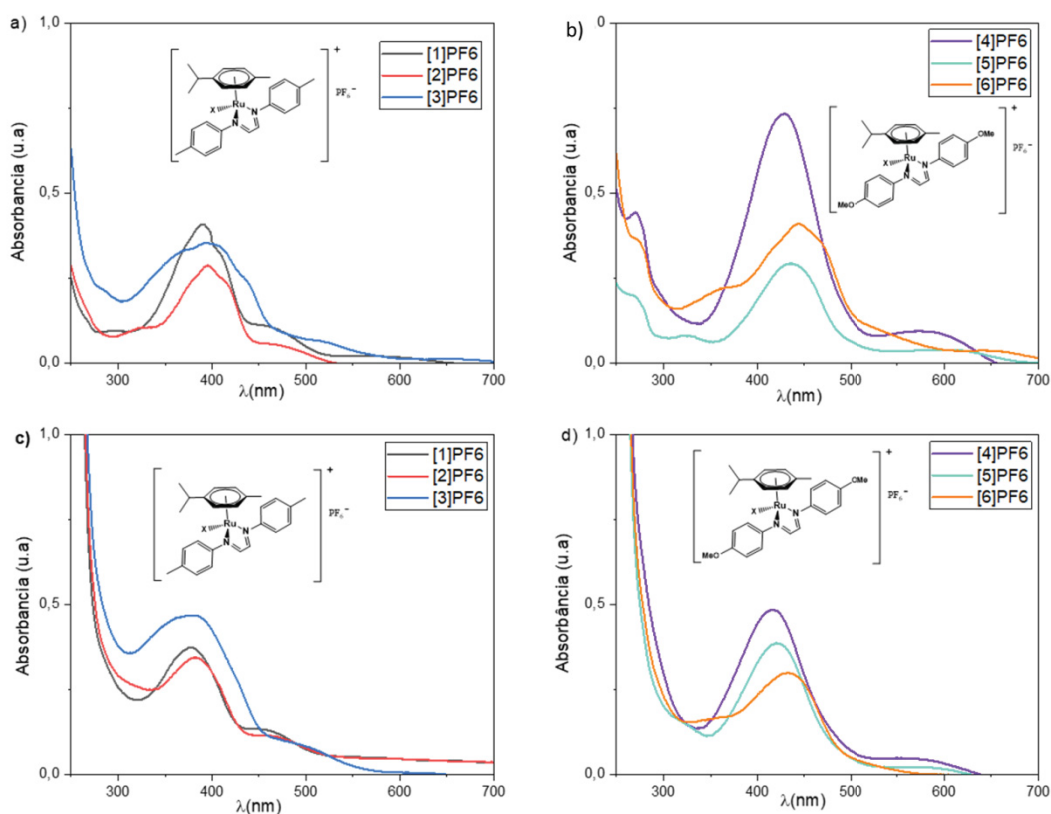 a)
1,0
0,5
0,0
300 400 500 600 700
Absorbancia (u.a)
λ(nm)
[1]PF6
[2]PF6
[3]PF6
X Ru N N
+
PF₆⁻
b)
0
0,5
0,0
300 400 500 600 700
Absorbancia (u.a)
λ(nm)
[4]PF6
[5]PF6
[6]PF6
OMe
X Ru N N
MeO
+
PF₆⁻
c)
1,0
0,5
0,0
300 400 500 600 700
Absorbancia (u.a)
λ(nm)
[1]PF6
[2]PF6
[3]PF6
X Ru N N
+
PF₆⁻
d)
1,0
0,5
0,0
300 400 500 600 700
Absorbância (u.a)
λ(nm)
[4]PF6
[5]PF6
[6]PF6
OMe
X Ru N N
MeO
+
PF₆⁻